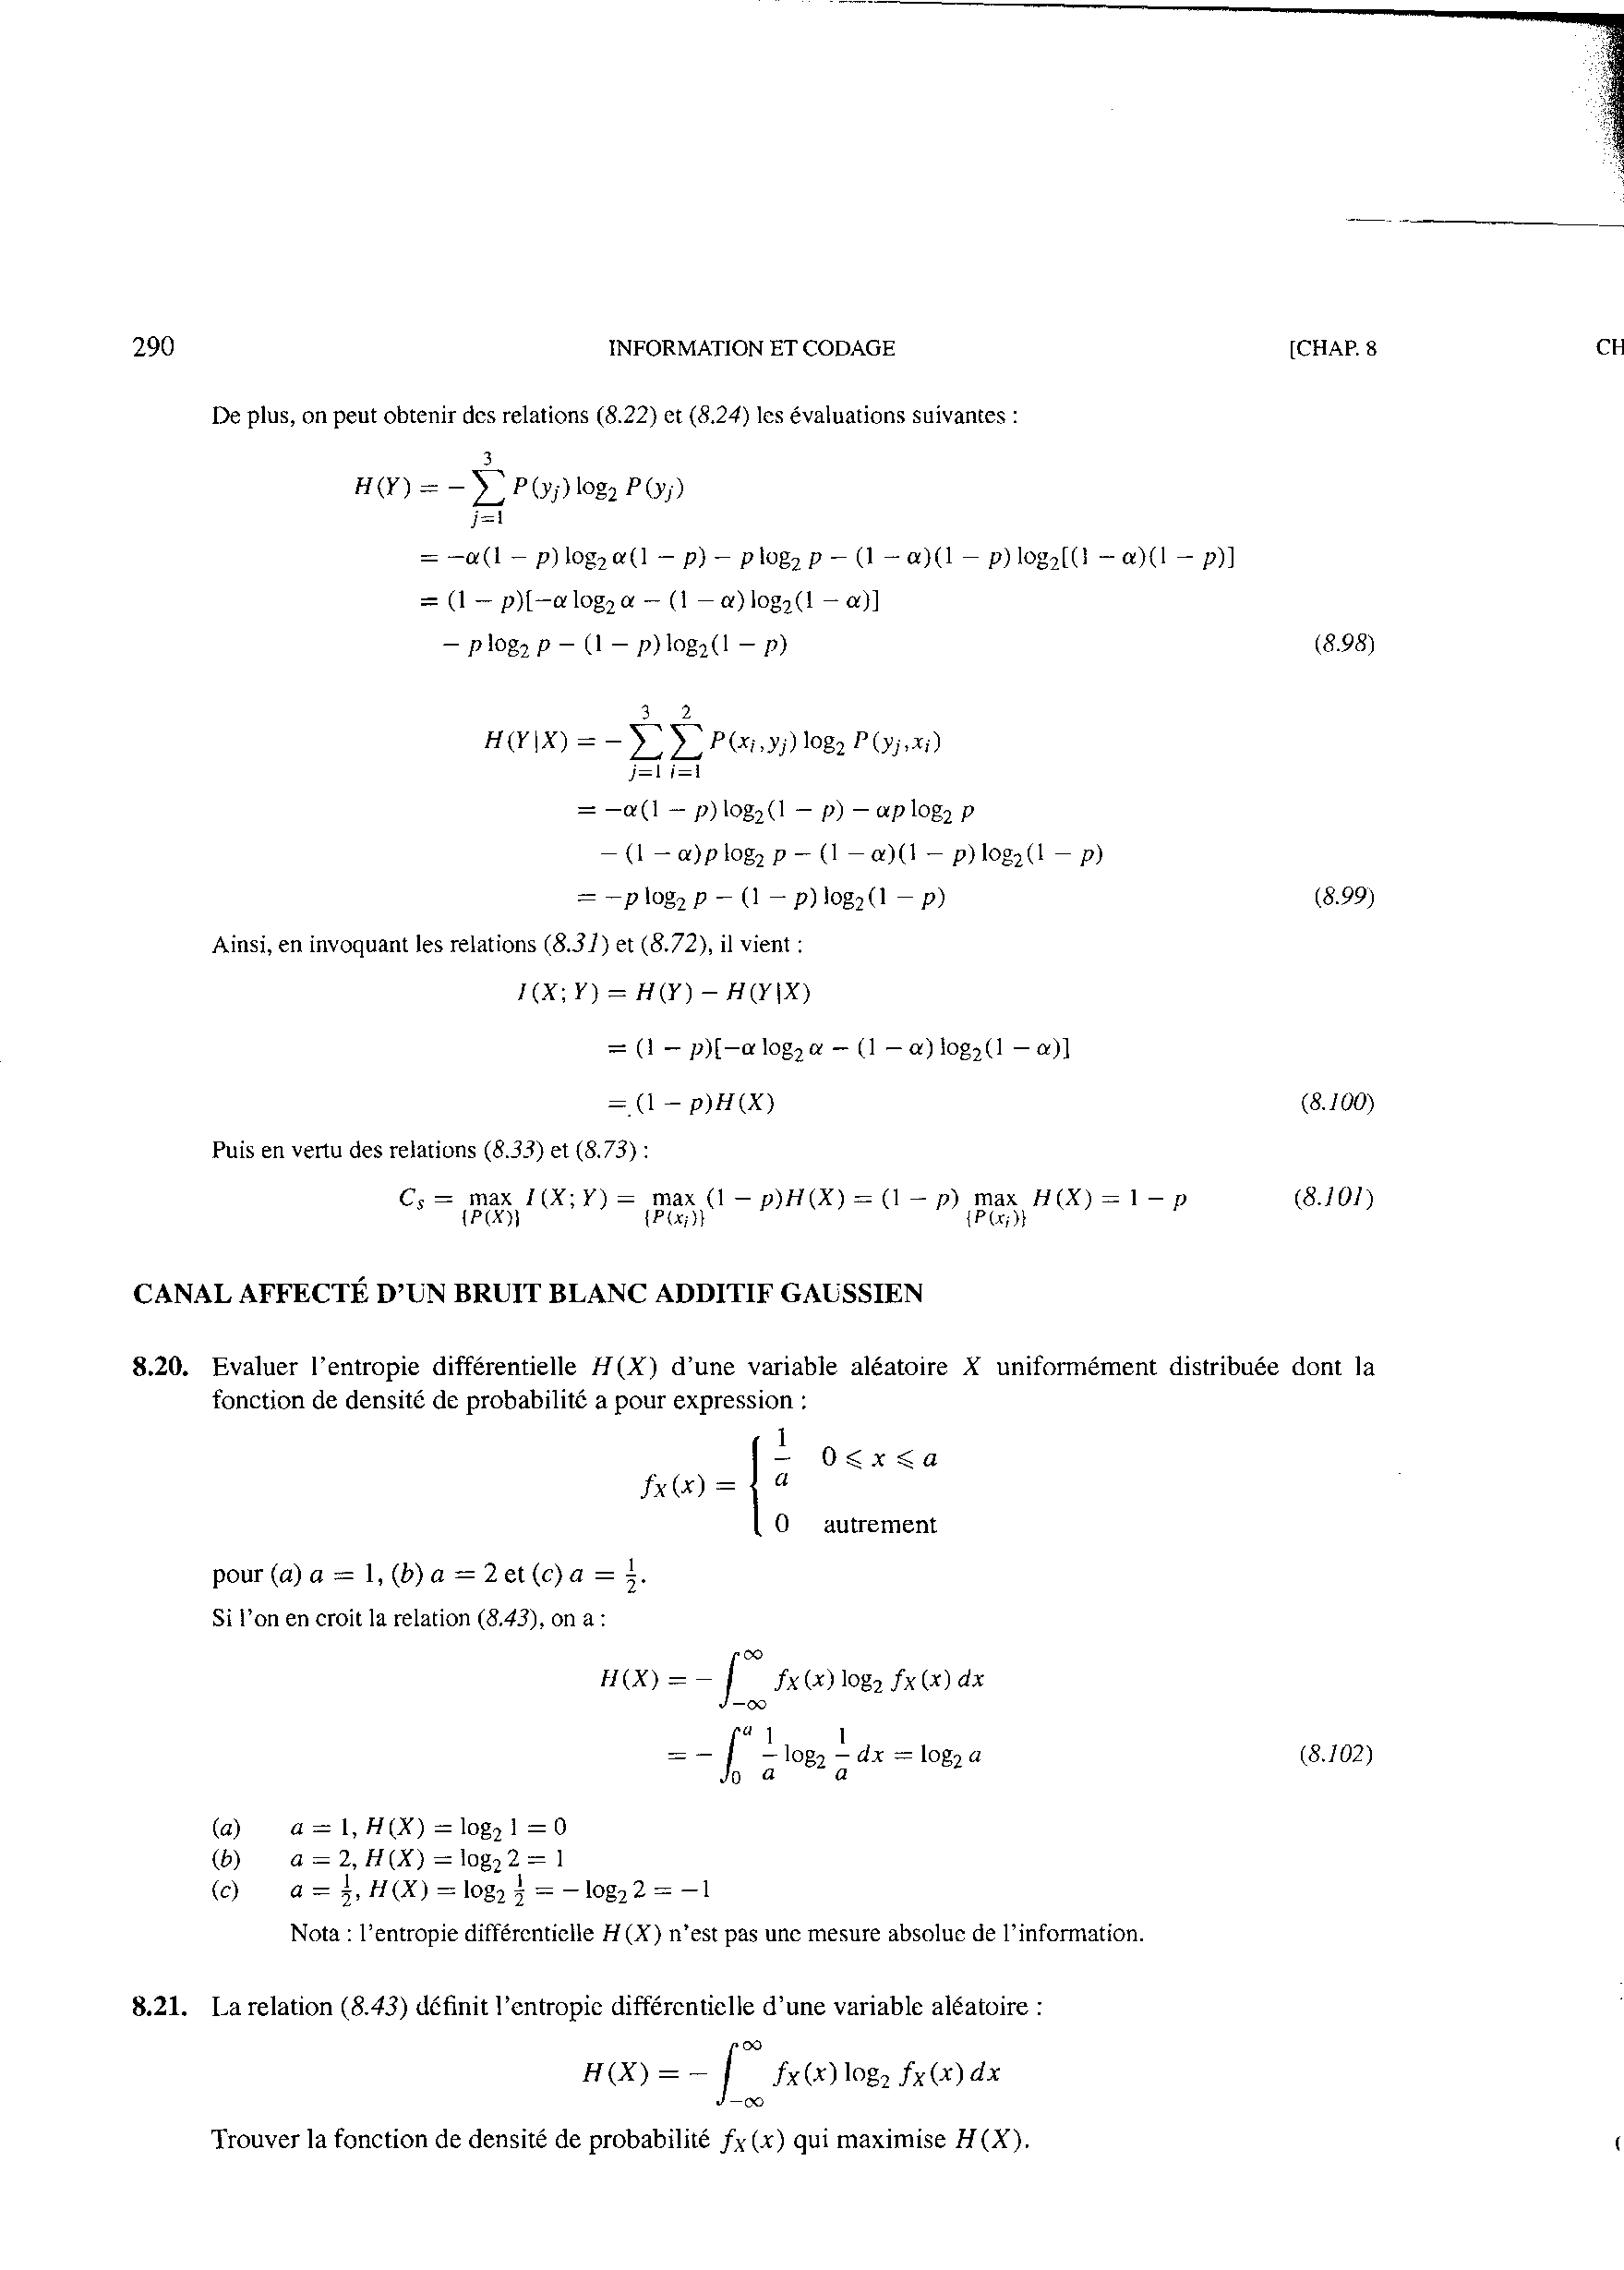 290 INFORMATION ET CODAGE [CHAP. 8 CH
De plus, on peut obtenir des relations (8.22) et (8.24) les évaluations suivantes :
H(Y) = − ∑_{j=1}^{3} P(y_j) log₂ P(y_j)
= −α(1 − p) log₂ α(1 − p) − p log₂ p − (1 − α)(1 − p) log₂[(1 − α)(1 − p)]
= (1 − p)[−α log₂ α − (1 − α) log₂(1 − α)]
− p log₂ p − (1 − p) log₂(1 − p) (8.98)
H(Y|X) = − ∑_{j=1}^{3} ∑_{i=1}^{2} P(x_i,y_j) log₂ P(y_j,x_i)
= −α(1 − p) log₂(1 − p) − αp log₂ p
− (1 − α)p log₂ p − (1 − α)(1 − p) log₂(1 − p)
= −p log₂ p − (1 − p) log₂(1 − p) (8.99)
Ainsi, en invoquant les relations (8.31) et (8.72), il vient :
I(X; Y) = H(Y) − H(Y|X)
= (1 − p)[−α log₂ α − (1 − α) log₂(1 − α)]
= (1 − p)H(X) (8.100)
Puis en vertu des relations (8.33) et (8.73) :
C_s = max_{{P(X)}} I(X; Y) = max_{{P(x_i)}} (1 − p)H(X) = (1 − p) max_{{P(x_i)}} H(X) = 1 − p (8.101)
CANAL AFFECTÉ D'UN BRUIT BLANC ADDITIF GAUSSIEN
8.20. Evaluer l'entropie différentielle H(X) d'une variable aléatoire X uniformément distribuée dont la
fonction de densité de probabilité a pour expression :
f_X(x) = { 1/a 0 ⩽ x ⩽ a
0 autrement
pour (a) a = 1, (b) a = 2 et (c) a = ½.
Si l'on en croit la relation (8.43), on a :
H(X) = − ∫_{−∞}^{∞} f_X(x) log₂ f_X(x) dx
= − ∫_0^a 1/a log₂ 1/a dx = log₂ a (8.102)
(a) a = 1, H(X) = log₂ 1 = 0
(b) a = 2, H(X) = log₂ 2 = 1
(c) a = ½, H(X) = log₂ ½ = − log₂ 2 = −1
Nota : l'entropie différentielle H(X) n'est pas une mesure absolue de l'information.
8.21. La relation (8.43) définit l'entropie différentielle d'une variable aléatoire :
H(X) = − ∫_{−∞}^{∞} f_X(x) log₂ f_X(x) dx
Trouver la fonction de densité de probabilité f_X(x) qui maximise H(X). (